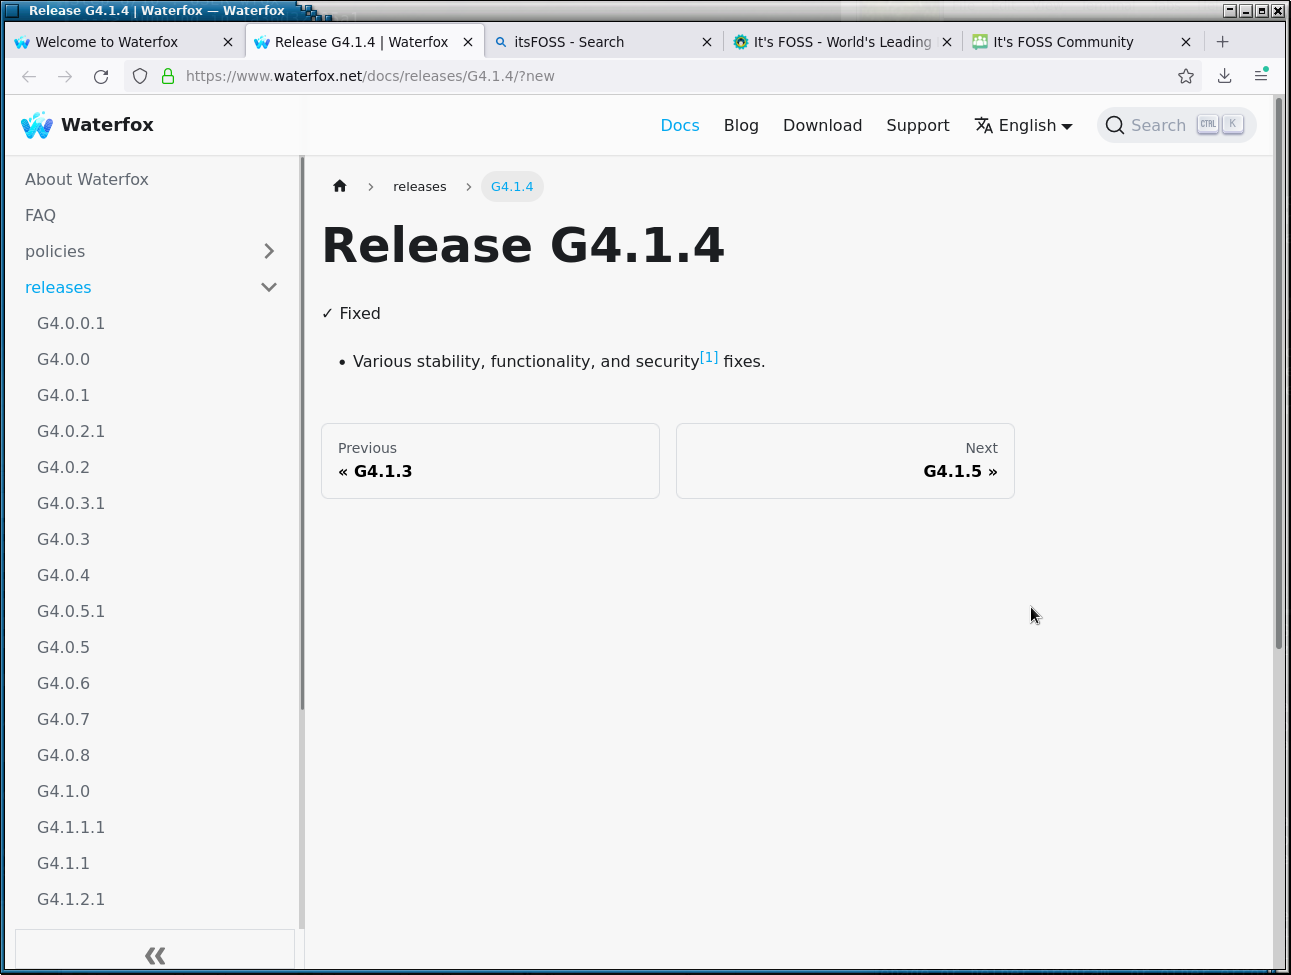 Release G4.1.4 | Waterfox — Waterfox
Welcome to Waterfox
Release G4.1.4 | Waterfox
itsFOSS - Search
It's FOSS - World's Leading
It's FOSS Community
https://www.waterfox.net/docs/releases/G4.1.4/?new
Waterfox
Docs
Blog
Download
Support
English
Search
CTRL
K
About Waterfox
FAQ
policies
releases
G4.0.0.1
G4.0.0
G4.0.1
G4.0.2.1
G4.0.2
G4.0.3.1
G4.0.3
G4.0.4
G4.0.5.1
G4.0.5
G4.0.6
G4.0.7
G4.0.8
G4.1.0
G4.1.1.1
G4.1.1
G4.1.2.1
releases
G4.1.4
Release G4.1.4
✓ Fixed
• Various stability, functionality, and security[1] fixes.
Previous
« G4.1.3
Next
G4.1.5 »